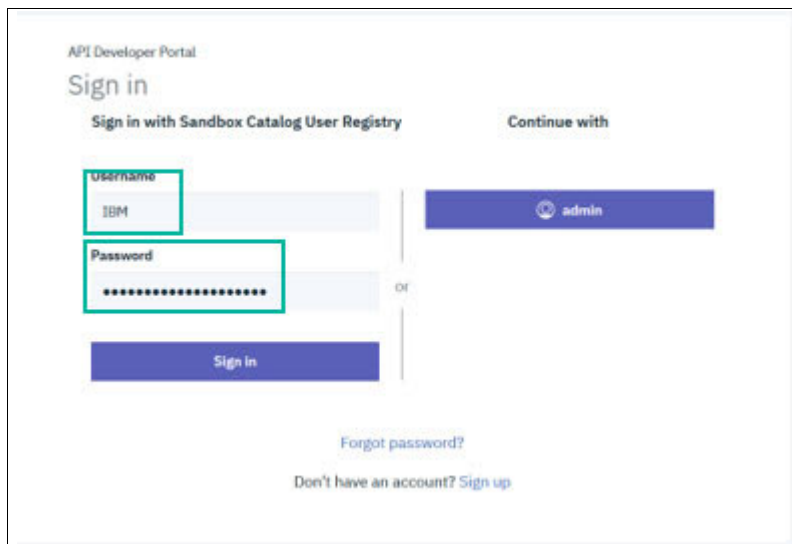 API Developer Portal
Sign in
Sign in with Sandbox Catalog User Registry
Continue with
Username
IBM
admin
Password
••••••••••••••••••••
or
Sign in
Forgot password?
Don't have an account? Sign up